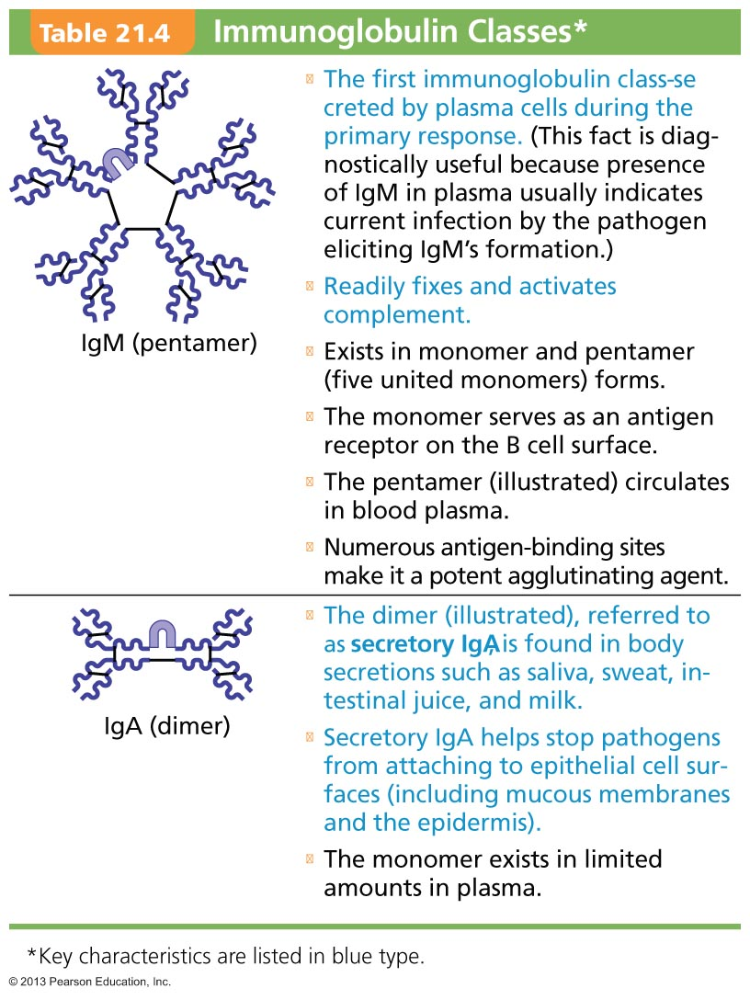 Table 21.4 Immunoglobulin Classes*
The first immunoglobulin class-se
creted by plasma cells during the
primary response. (This fact is diag-
nostically useful because presence
of IgM in plasma usually indicates
current infection by the pathogen
eliciting IgM's formation.)
Readily fixes and activates
complement.
IgM (pentamer)
Exists in monomer and pentamer
(five united monomers) forms.
The monomer serves as an antigen
receptor on the B cell surface.
The pentamer (illustrated) circulates
in blood plasma.
Numerous antigen-binding sites
make it a potent agglutinating agent.
The dimer (illustrated), referred to
as secretory IgA, is found in body
secretions such as saliva, sweat, in-
testinal juice, and milk.
IgA (dimer)
Secretory IgA helps stop pathogens
from attaching to epithelial cell sur-
faces (including mucous membranes
and the epidermis).
The monomer exists in limited
amounts in plasma.
*Key characteristics are listed in blue type.
© 2013 Pearson Education, Inc.